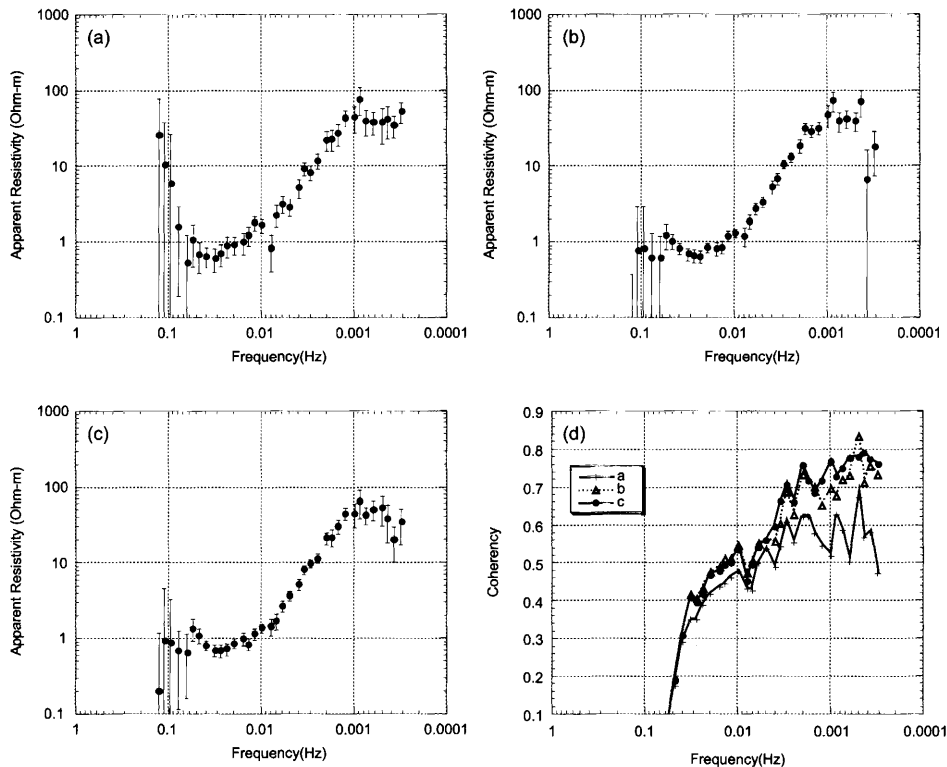 (a)
1000
100
10
1
0.1
Apparent Resistivity (Ohm-m)
1
0.1
0.01
0.001
0.0001
Frequency(Hz)
(b)
1000
100
10
1
0.1
Apparent Resistivity (Ohm-m)
1
0.1
0.01
0.001
0.0001
Frequency(Hz)
(c)
1000
100
10
1
0.1
Apparent Resistivity (Ohm-m)
1
0.1
0.01
0.001
0.0001
Frequency(Hz)
(d)
0.9
0.8
0.7
0.6
0.5
0.4
0.3
0.2
0.1
Coherency
a
b
c
1
0.1
0.01
0.001
0.0001
Frequency(Hz)